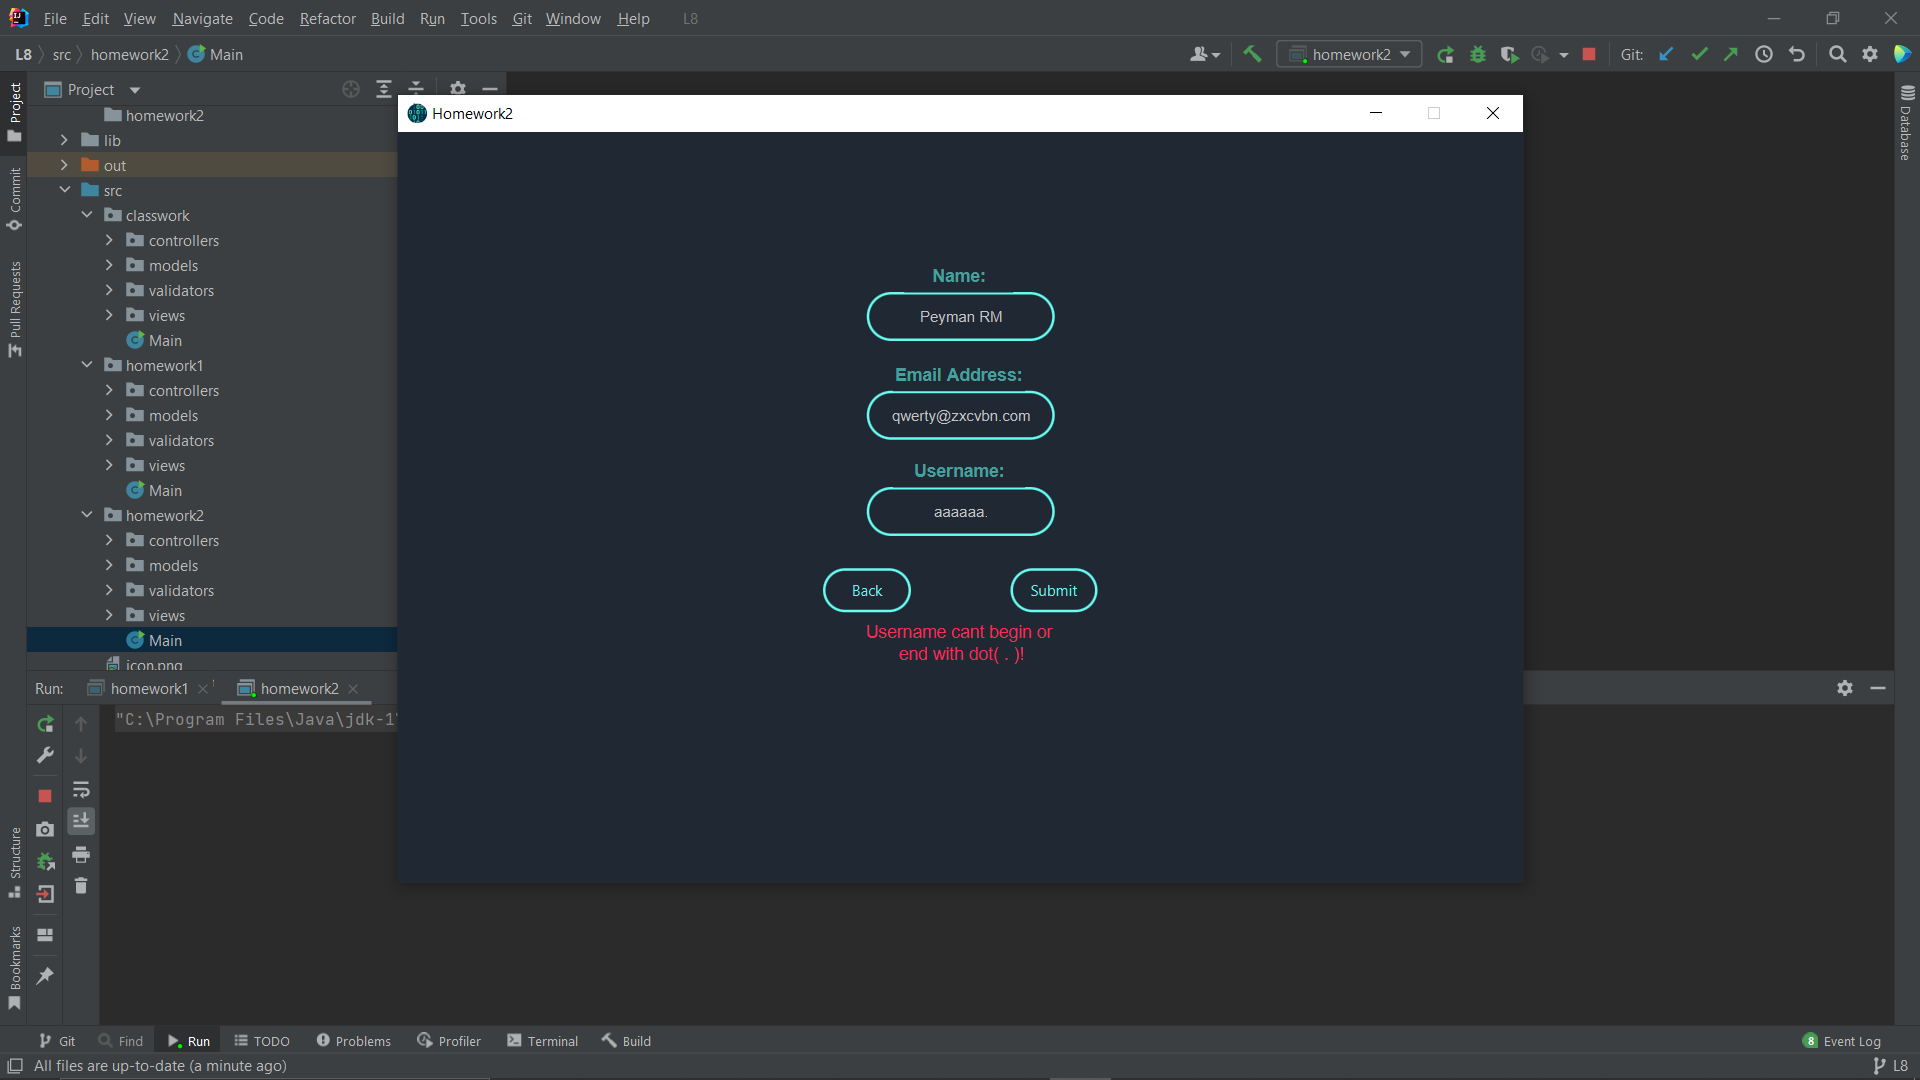 File Edit View Navigate Code Refactor Build Run Tools Git Window Help L8
L8 src homework2 Main
homework2
Git:
Project
Project
Commit
Pull Requests
Structure
Bookmarks
Database
homework2
lib
out
src
classwork
controllers
models
validators
views
Main
homework1
controllers
models
validators
views
Main
homework2
controllers
models
validators
views
Main
icon.png
Homework2
Name:
Peyman RM
Email Address:
qwerty@zxcvbn.com
Username:
aaaaaa.
Back Submit
Username cant begin or
end with dot( . )!
Run: homework1 homework2
"C:\Program Files\Java\jdk-1
Git Find Run TODO Problems Profiler Terminal Build 8 Event Log
All files are up-to-date (a minute ago) L8